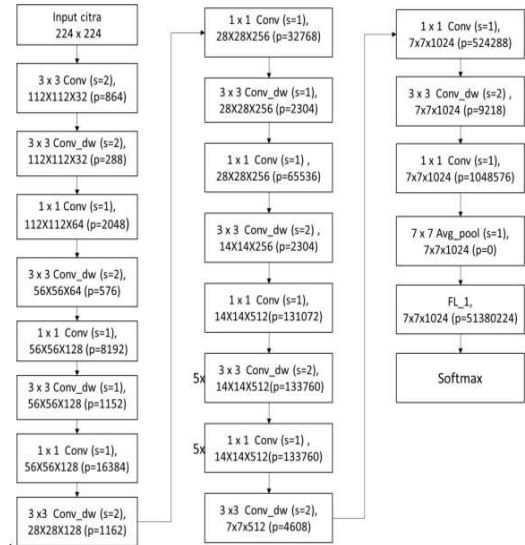 Input citra
224 x 224
3 x 3 Conv (s=2),
112X112X32 (p=864)
3 x 3 Conv_dw (s=2)
112X112X32 (p=288)
1 x 1 Conv (s=1),
112X112X64 (p=2048)
3 x 3 Conv_dw (s=2),
56X56X64 (p=576)
1 x 1 Conv (s=1),
56X56X128 (p=8192)
3 x 3 Conv_dw (s=1),
56X56X128 (p=1152)
1 x 1 Conv (s=1),
56X56X128 (p=16384)
3 x3 Conv_dw (s=2),
28X28X128 (p=1162)
1 x 1 Conv (s=1),
28X28X256 (p=32768)
3 x 3 Conv_dw (s=1),
28X28X256 (p=2304)
1 x 1 Conv (s=1) ,
28X28X256 (p=65536)
3 x 3 Conv_dw (s=2) ,
14X14X256 (p=2304)
1 x 1 Conv (s=1),
14X14X512(p=131072)
5x
3 x 3 Conv_dw (s=2),
14X14X512(p=133760)
5x
1 x 1 Conv (s=1) ,
14X14X512(p=133760)
3 x3 Conv_dw (s=2),
7x7x512 (p=4608)
1 x 1 Conv (s=1),
7x7x1024 (p=524288)
3 x 3 Conv_dw (s=2) ,
7x7x1024 (p=9218)
1 x 1 Conv (s=1),
7x7x1024 (p=1048576)
7 x 7 Avg_pool (s=1),
7x7x1024 (p=0)
FL_1,
7x7x1024 (p=51380224)
Softmax